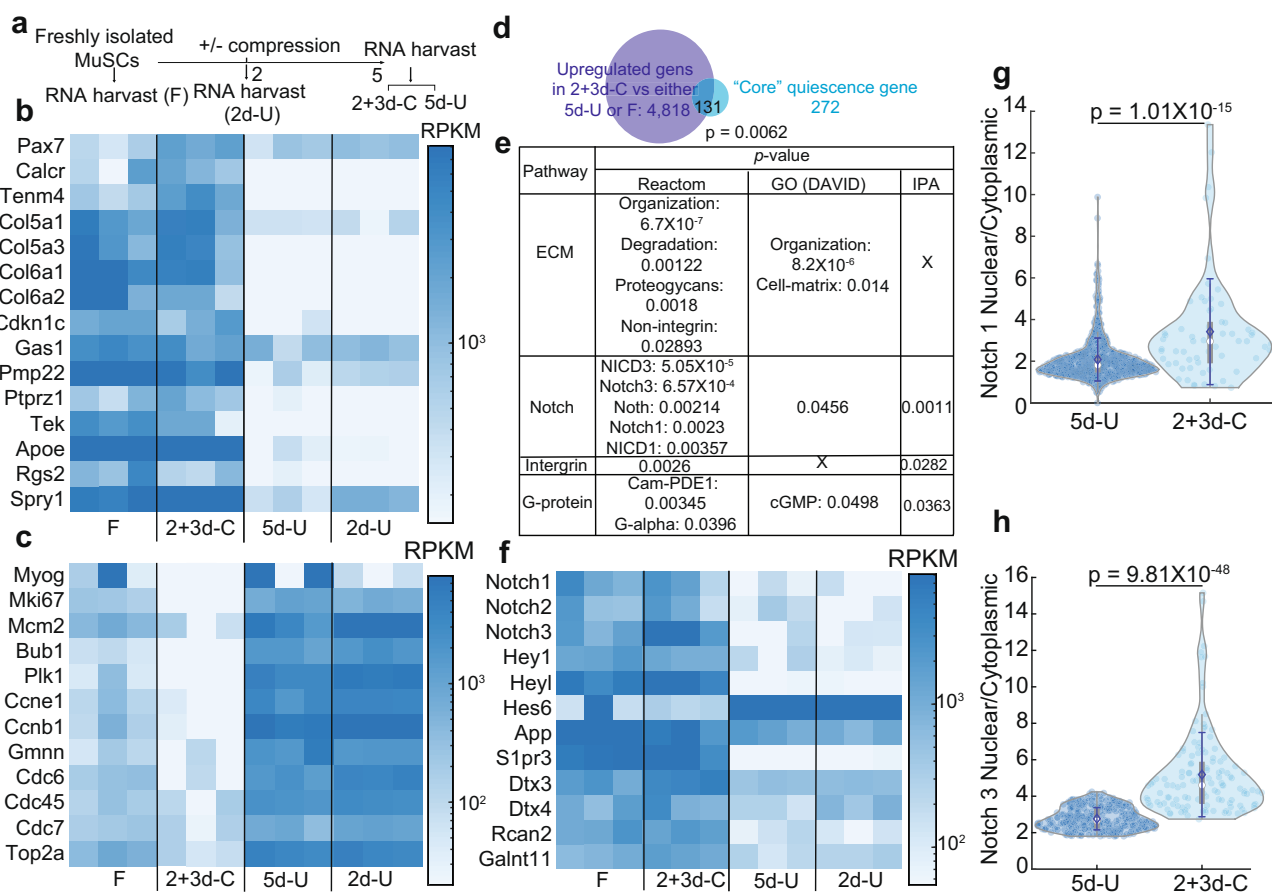 a
Freshly isolated
MuSCs
+/- compression
RNA harvest
2
5
RNA harvest (F)
RNA harvest
(2d-U)
2+3d-C
5d-U
b
RPKM
Pax7
Calcr
Tenm4
Col5a1
Col5a3
Col6a1
Col6a2
Cdkn1c
Gas1
Pmp22
Ptprz1
Tek
Apoe
Rgs2
Spry1
10³
F
2+3d-C
5d-U
2d-U
c
RPKM
Myog
Mki67
Mcm2
Bub1
Plk1
Ccne1
Ccnb1
Gmnn
Cdc6
Cdc45
Cdc7
Top2a
10³
10²
F
2+3d-C
5d-U
2d-U
d
Upregulated gens
in 2+3d-C vs either
5d-U or F: 4,818
131
“Core” quiescence gene
272
p = 0.0062
e
Pathway
p-value
Reactom
GO (DAVID)
IPA
ECM
Organization:
6.7X10⁻⁷
Degradation:
0.00122
Proteogycans:
0.0018
Non-integrin:
0.02893
Organization:
8.2X10⁻⁶
Cell-matrix: 0.014
X
Notch
NICD3: 5.05X10⁻⁵
Notch3: 6.57X10⁻⁴
Noth: 0.00214
Notch1: 0.0023
NICD1: 0.00357
0.0456
0.0011
Intergrin
0.0026
X
0.0282
G-protein
Cam-PDE1:
0.00345
G-alpha: 0.0396
cGMP: 0.0498
0.0363
f
RPKM
Notch1
Notch2
Notch3
Hey1
Heyl
Hes6
App
S1pr3
Dtx3
Dtx4
Rcan2
Galnt11
10³
10²
F
2+3d-C
5d-U
2d-U
g
p = 1.01X10⁻¹⁵
Notch 1 Nuclear/Cytoplasmic
14
12
10
8
6
4
2
0
5d-U
2+3d-C
h
p = 9.81X10⁻⁴⁸
Notch 3 Nuclear/Cytoplasmic
16
14
12
10
8
6
4
2
0
5d-U
2+3d-C